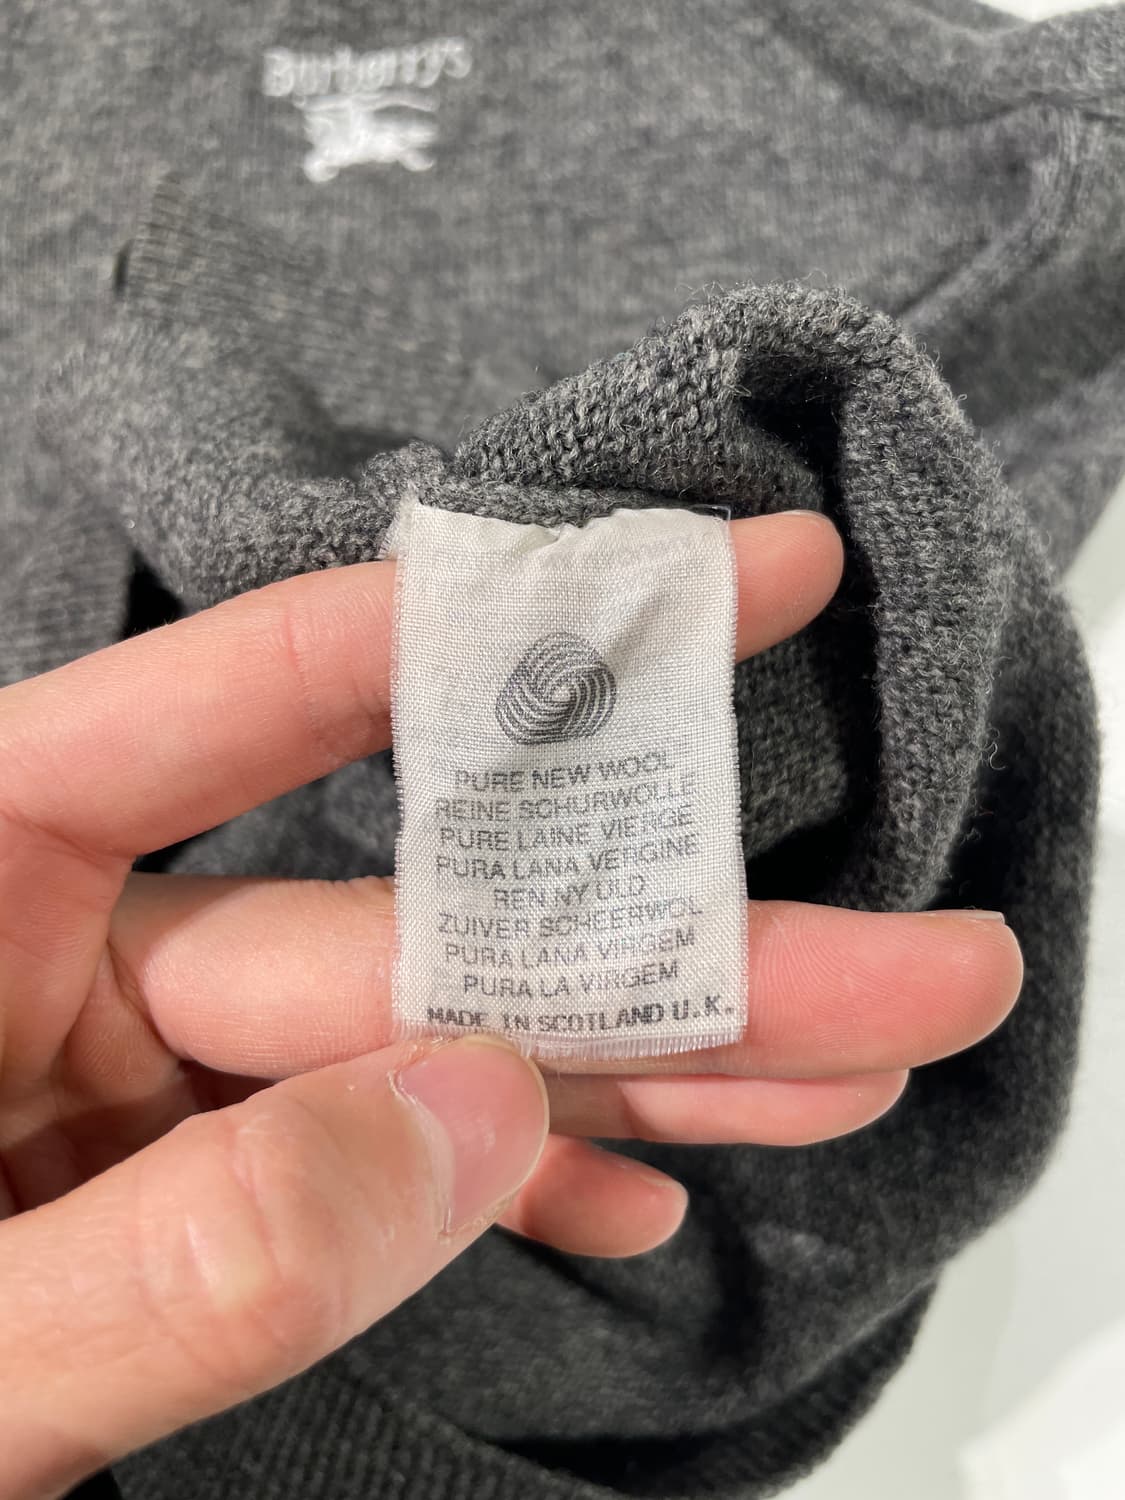 Burberrys
PURE NEW WOOL
REINE SCHURWOLLE
PURE LAINE VIERGE
PURA LANA VERGINE
REN NY ULD
ZUIVER SCHEERWOL
PURA LANA VIRGEM
PURA LA VIRGEM
MADE IN SCOTLAND U.K.